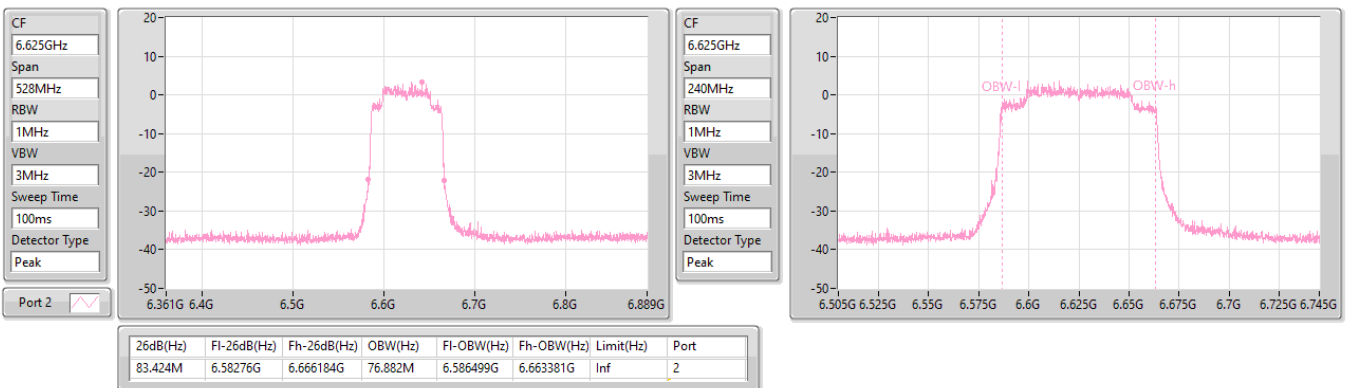 CF
6.625GHz
Span
528MHz
RBW
1MHz
VBW
3MHz
Sweep Time
100ms
Detector Type
Peak
Port 2
20
10
0
-10
-20
-30
-40
-50
6.361G 6.4G 6.5G 6.6G 6.7G 6.8G 6.889G
CF
6.625GHz
Span
240MHz
RBW
1MHz
VBW
3MHz
Sweep Time
100ms
Detector Type
Peak
20
10
0
-10
-20
-30
-40
-50
OBW-l OBW-h
6.505G 6.525G 6.55G 6.575G 6.6G 6.625G 6.65G 6.675G 6.7G 6.725G 6.745G
26dB(Hz) Fl-26dB(Hz) Fh-26dB(Hz) OBW(Hz) Fl-OBW(Hz) Fh-OBW(Hz) Limit(Hz) Port
83.424M 6.58276G 6.666184G 76.882M 6.586499G 6.663381G Inf 2